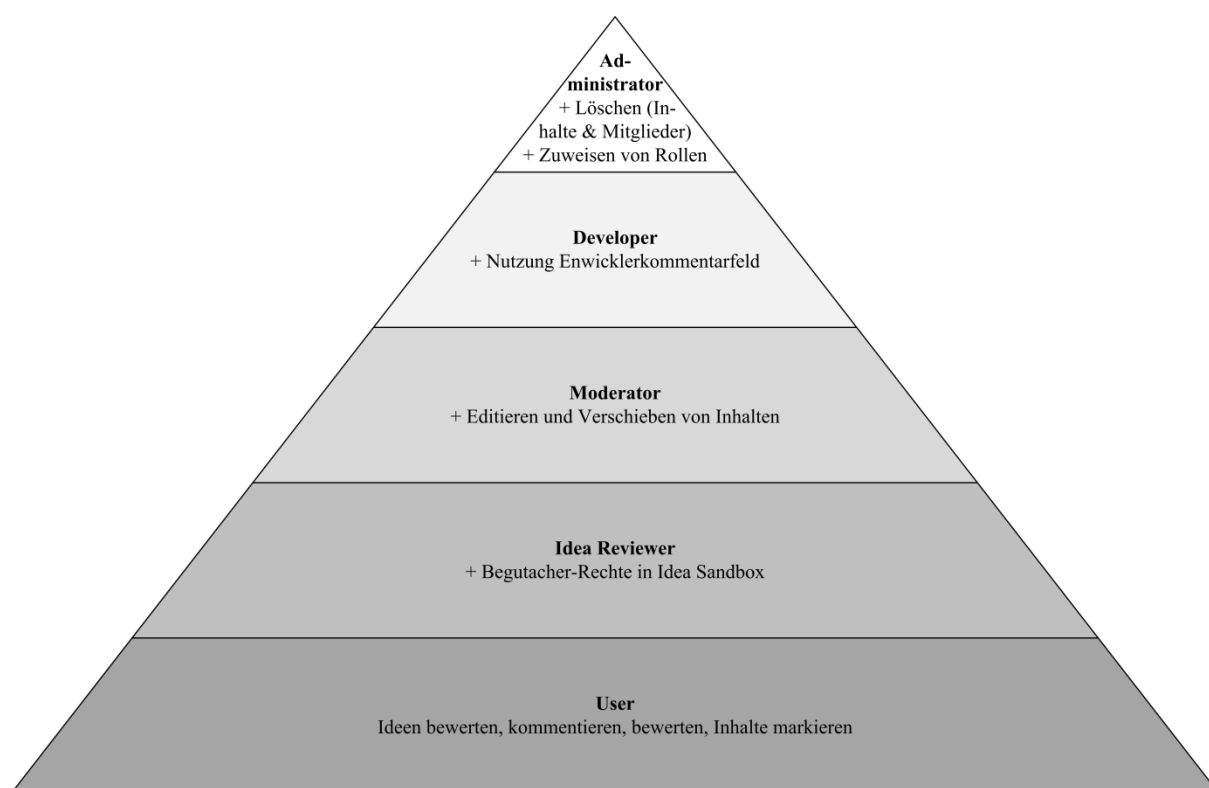 Ad-
ministrator
+ Löschen (In-
halte & Mitglieder)
+ Zuweisen von Rollen
Developer
+ Nutzung Enwicklerkommentarfeld
Moderator
+ Editieren und Verschieben von Inhalten
Idea Reviewer
+ Begutacher-Rechte in Idea Sandbox
User
Ideen bewerten, kommentieren, bewerten, Inhalte markieren